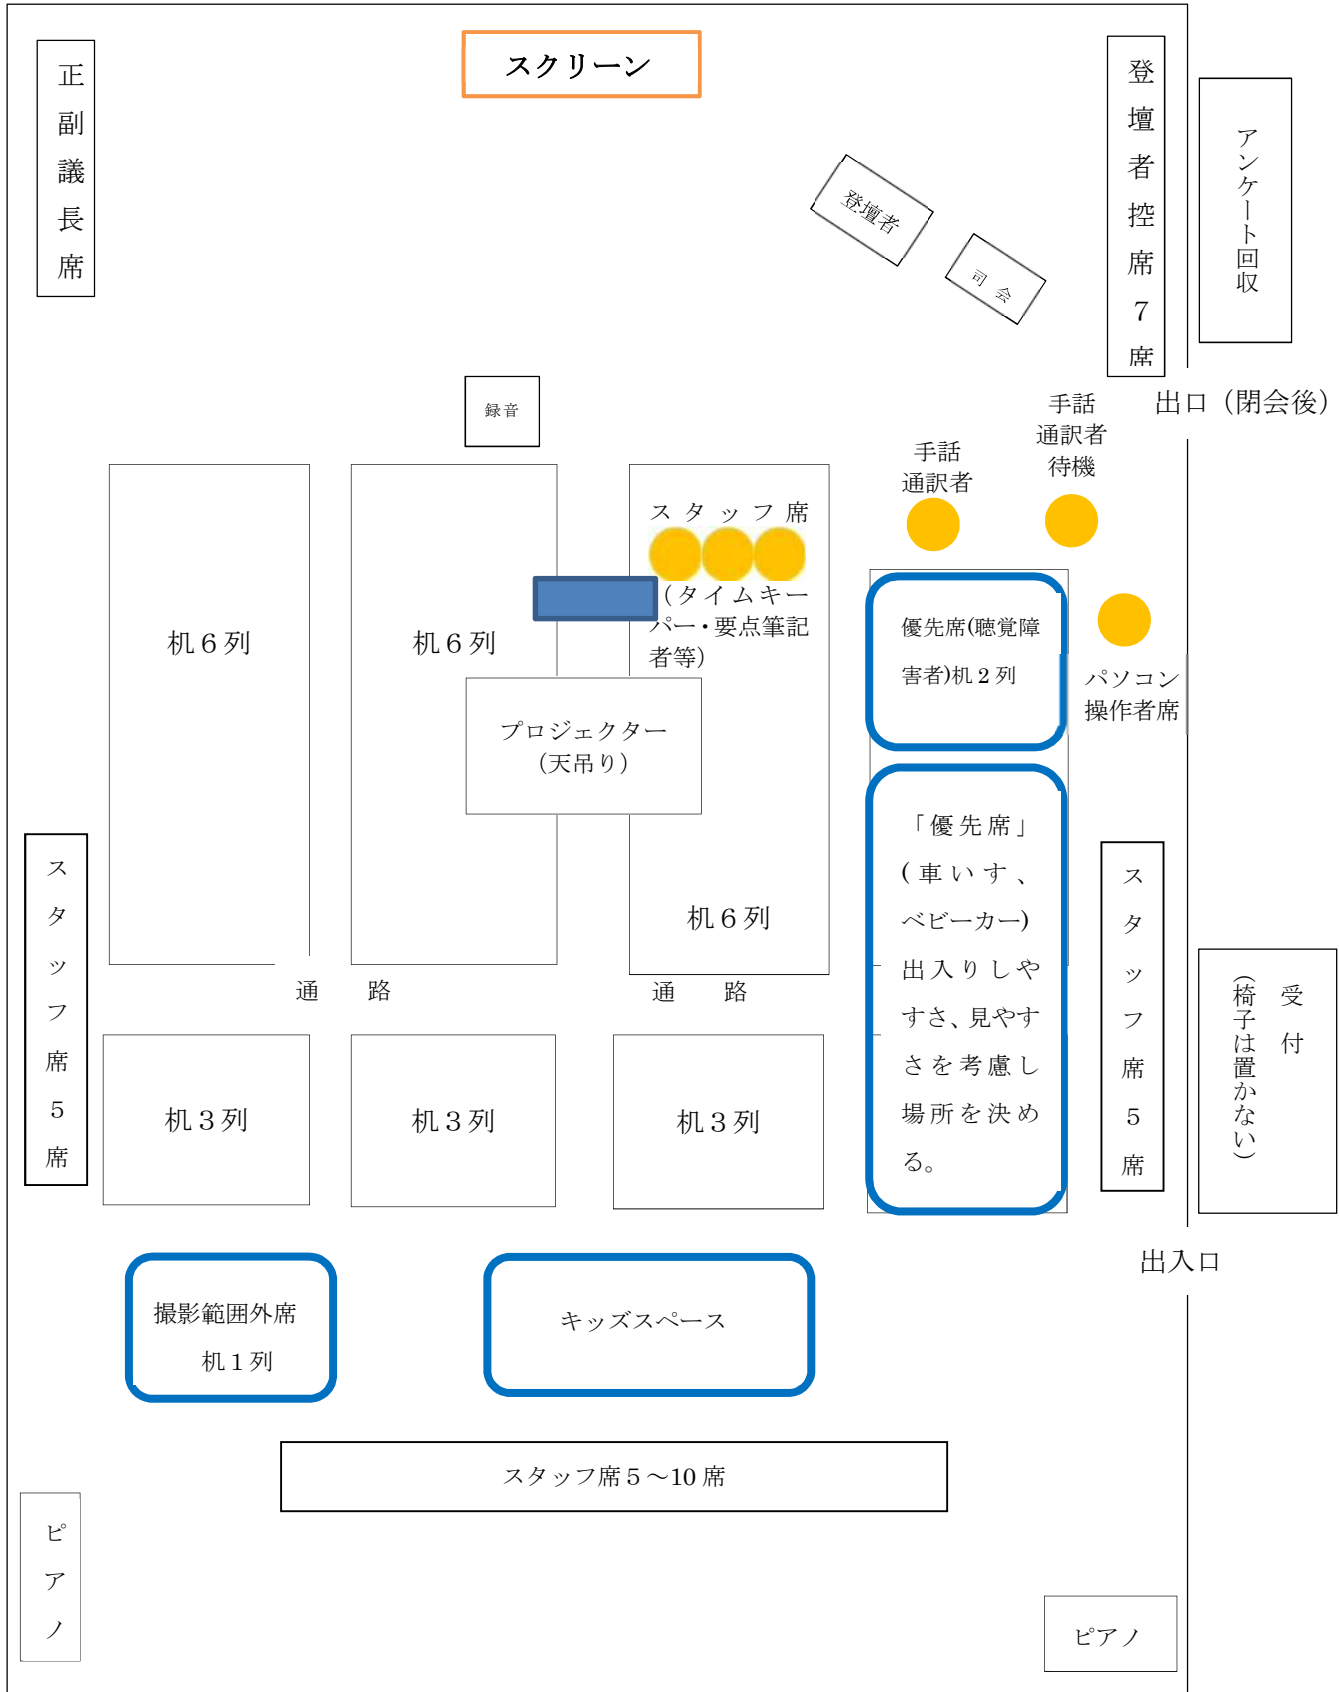 スクリーン
正副議長席
登壇者控席７席
アンケート回収
登壇者
司 会
出口（閉会後）
録音
手話
通訳者
手話
通訳者
待機
スタッフ席
（タイムキー
パー・要点筆記
者等）
机６列
机６列
優先席(聴覚障
害者)机 2 列
パソコン
操作者席
プロジェクター
（天吊り）
「優先席」
(車いす、
ベビーカー)
出入りしや
すさ、見やす
さを考慮し
場所を決め
る。
机６列
スタッフ席５席
スタッフ席５席
通　路
通　路
受　付
（椅子は置かない）
机３列
机３列
机３列
出入口
撮影範囲外席
机１列
キッズスペース
スタッフ席５～10 席
ピアノ
ピアノ